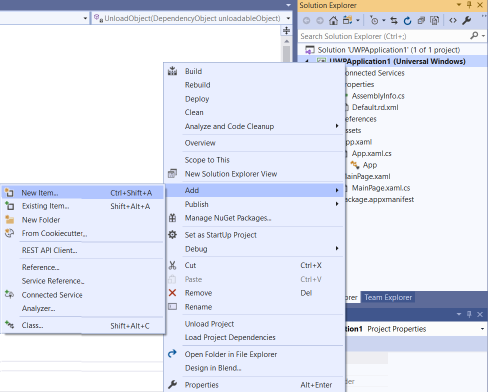 UnloadObject(DependencyObject unloadableObject)
Solution Explorer
Search Solution Explorer (Ctrl+;)
Solution 'UWPApplication1' (1 of 1 project)
UWPApplication1 (Universal Windows)
onnected Services
operties
AssemblyInfo.cs
Default.rd.xml
eferences
ssets
pp.xaml
App.xaml.cs
App
ainPage.xaml
MainPage.xaml.cs
ackage.appxmanifest
Build
Rebuild
Deploy
Clean
Analyze and Code Cleanup
Overview
Scope to This
New Solution Explorer View
Add
Publish
Manage NuGet Packages...
Set as StartUp Project
Debug
Cut Ctrl+X
Paste Ctrl+V
Remove Del
Rename
Unload Project
Load Project Dependencies
Open Folder in File Explorer
Design in Blend...
Properties Alt+Enter
New Item... Ctrl+Shift+A
Existing Item... Shift+Alt+A
New Folder
From Cookiecutter...
REST API Client...
Reference...
Service Reference...
Connected Service
Analyzer...
Class... Shift+Alt+C
orer Team Explorer
tion1 Project Properties